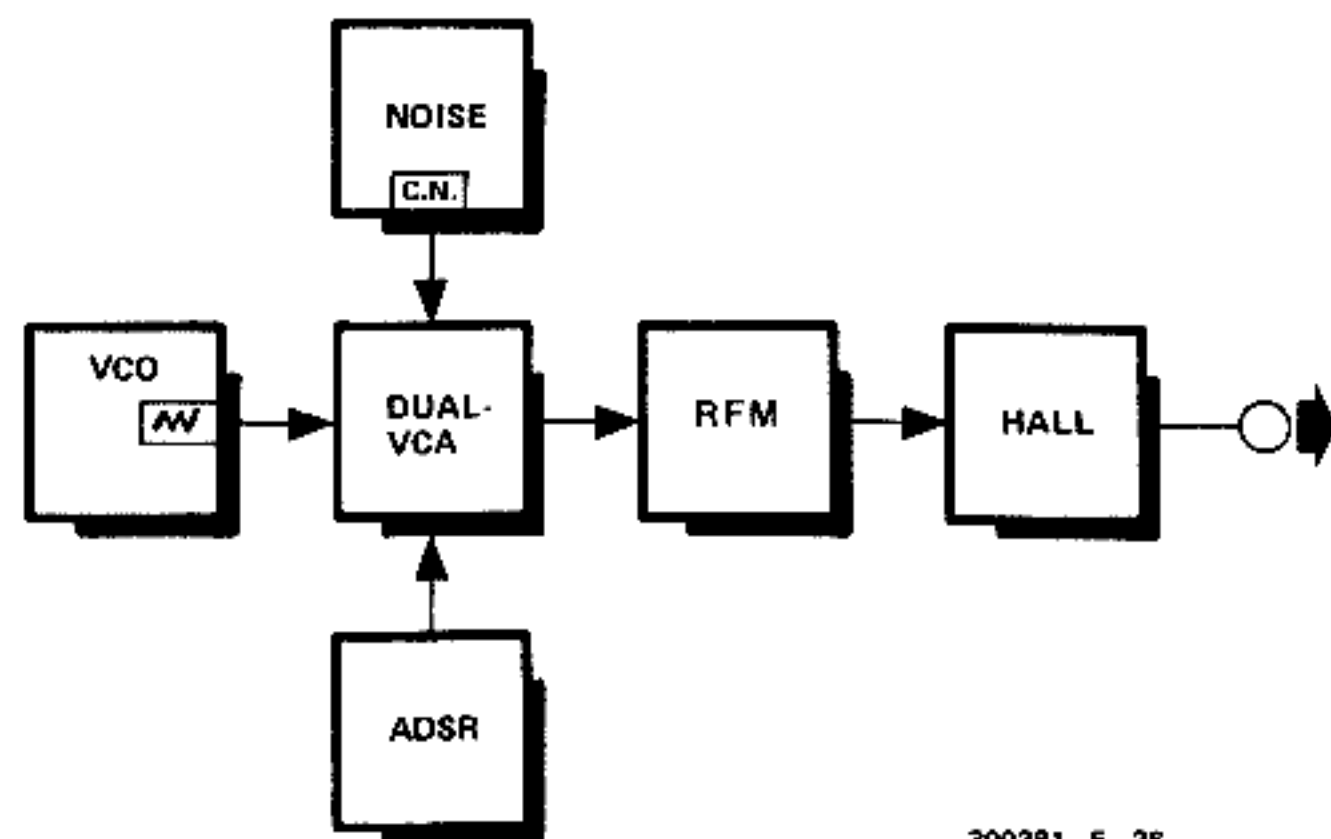 NOISE
C.N.
VCO
DUAL-
VCA
RFM
HALL
ADSR